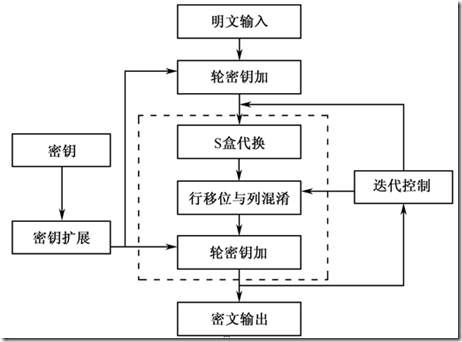 明文输入
轮密钥加
S盒代换
密钥
行移位与列混淆
迭代控制
密钥扩展
轮密钥加
密文输出